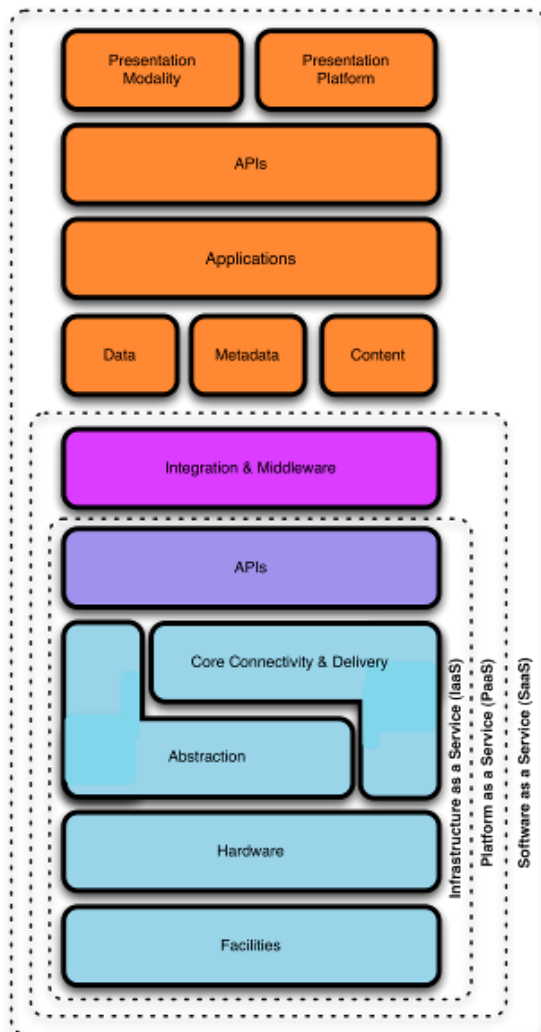 Presentation
Modality
Presentation
Platform
APIs
Applications
Data
Metadata
Content
Integration & Middleware
APIs
Core Connectivity & Delivery
Abstraction
Hardware
Facilities
Infrastructure as a Service (IaaS)
Platform as a Service (PaaS)
Software as a Service (SaaS)